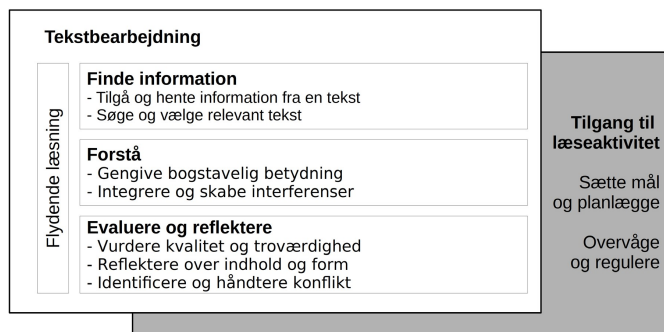 Tekstbearbejdning
Flydende læsning
Finde information
- Tilgå og hente information fra en tekst
- Søge og vælge relevant tekst
Forstå
- Gengive bogstavelig betydning
- Integrere og skabe interferenser
Evaluere og reflektere
- Vurdere kvalitet og troværdighed
- Reflektere over indhold og form
- Identificere og håndtere konflikt
Tilgang til
læseaktivitet
Sætte mål
og planlægge
Overvåge
og regulere